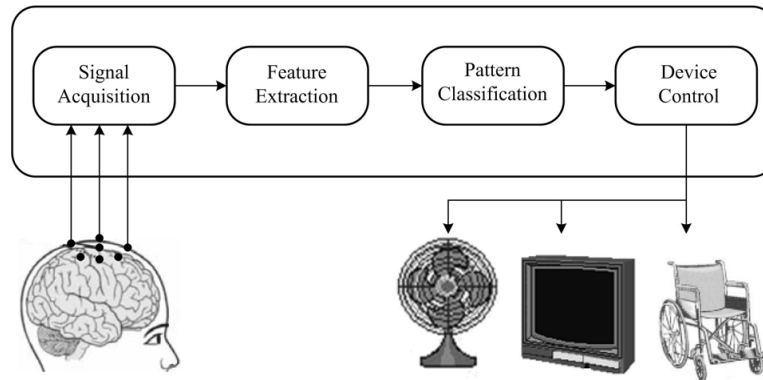 Signal
Acquisition
Feature
Extraction
Pattern
Classification
Device
Control